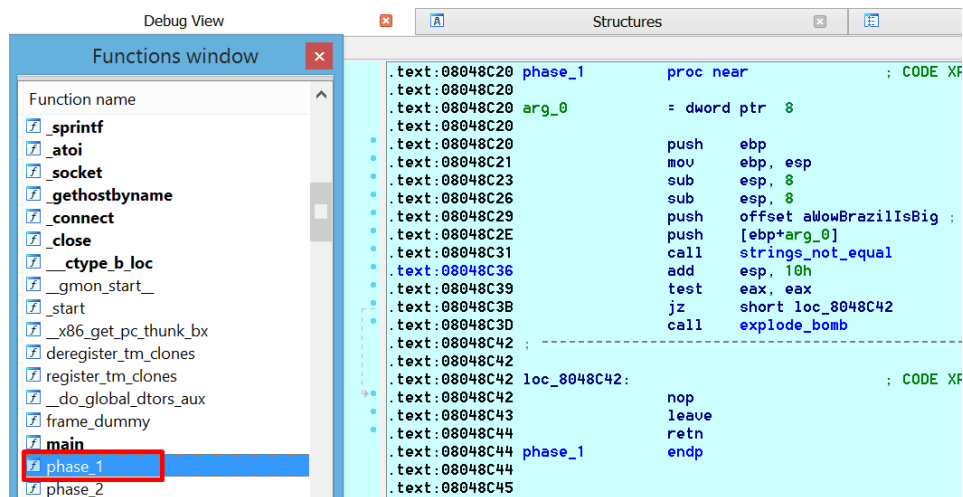 Debug View
Structures
Functions window
Function name
_sprintf
_atoi
_socket
_gethostbyname
_connect
_close
___ctype_b_loc
__gmon_start__
_start
__x86_get_pc_thunk_bx
deregister_tm_clones
register_tm_clones
__do_global_dtors_aux
frame_dummy
main
phase_1
phase_2
.text:08048C20 phase_1 proc near ; CODE XR
.text:08048C20
.text:08048C20 arg_0 = dword ptr 8
.text:08048C20
.text:08048C20 push ebp
.text:08048C21 mov ebp, esp
.text:08048C23 sub esp, 8
.text:08048C26 sub esp, 8
.text:08048C29 push offset aWowBrazilIsBig ;
.text:08048C2E push [ebp+arg_0]
.text:08048C31 call strings_not_equal
.text:08048C36 add esp, 10h
.text:08048C39 test eax, eax
.text:08048C3B jz short loc_8048C42
.text:08048C3D call explode_bomb
.text:08048C42 ; ---------------------------------------------------
.text:08048C42
.text:08048C42 loc_8048C42: ; CODE XR
.text:08048C42 nop
.text:08048C43 leave
.text:08048C44 retn
.text:08048C44 phase_1 endp
.text:08048C44
.text:08048C45